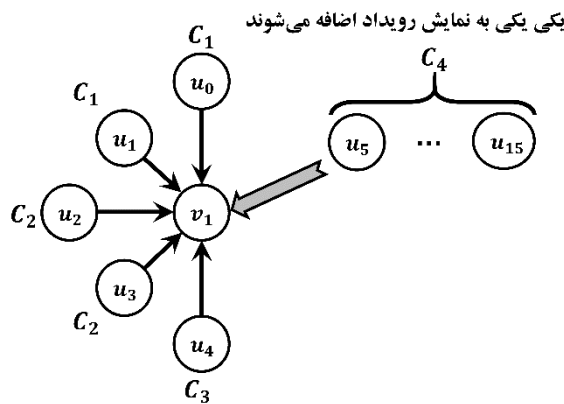 یکی یکی به نمایش رویداد اضافه می‌شوند
C₁
u₀
C₄
C₁
u₁
u₅ ... u₁₅
C₂ u₂ v₁
u₃
C₂
u₄
C₃